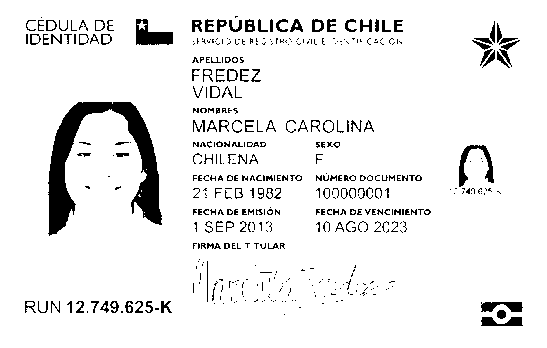 CÉDULA DE
IDENTIDAD
REPÚBLICA DE CHILE
SERVICIO DE REGISTRO CIVIL E IDENTIFICACIÓN
APELLIDOS
FREDEZ
VIDAL
NOMBRES
MARCELA CAROLINA
NACIONALIDAD SEXO
CHILENA F
FECHA DE NACIMIENTO NÚMERO DOCUMENTO
21 FEB 1982 100000001
12.749.625-K
FECHA DE EMISIÓN FECHA DE VENCIMIENTO
1 SEP 2013 10 AGO 2023
FIRMA DEL TITULAR
Marcela Fredez
RUN 12.749.625-K